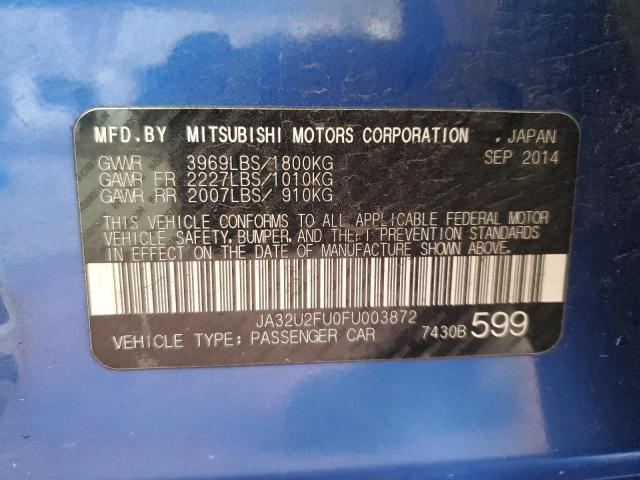 MFD.BY MITSUBISHI MOTORS CORPORATION , JAPAN
GVWR 3969LBS/1800KG SEP 2014
GAWR FR 2227LBS/1010KG
GAWR RR 2007LBS/ 910KG
THIS VEHICLE CONFORMS TO ALL APPLICABLE FEDERAL MOTOR
VEHICLE SAFETY, BUMPER, AND THEFT PREVENTION STANDARDS
IN EFFECT ON THE DATE OF MANUFACTURE SHOWN ABOVE.
JA32U2FU0FU003872
VEHICLE TYPE: PASSENGER CAR 7430B 599